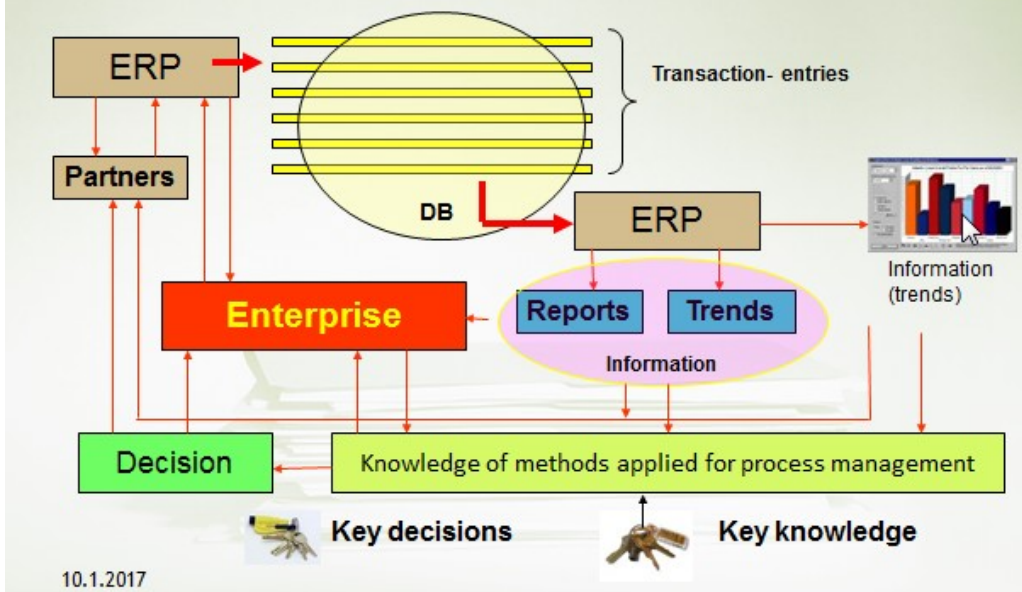 ERP
Transaction- entries
Partners
DB
ERP
Information
(trends)
Enterprise
Reports
Trends
Information
Decision
Knowledge of methods applied for process management
Key decisions
Key knowledge
10.1.2017